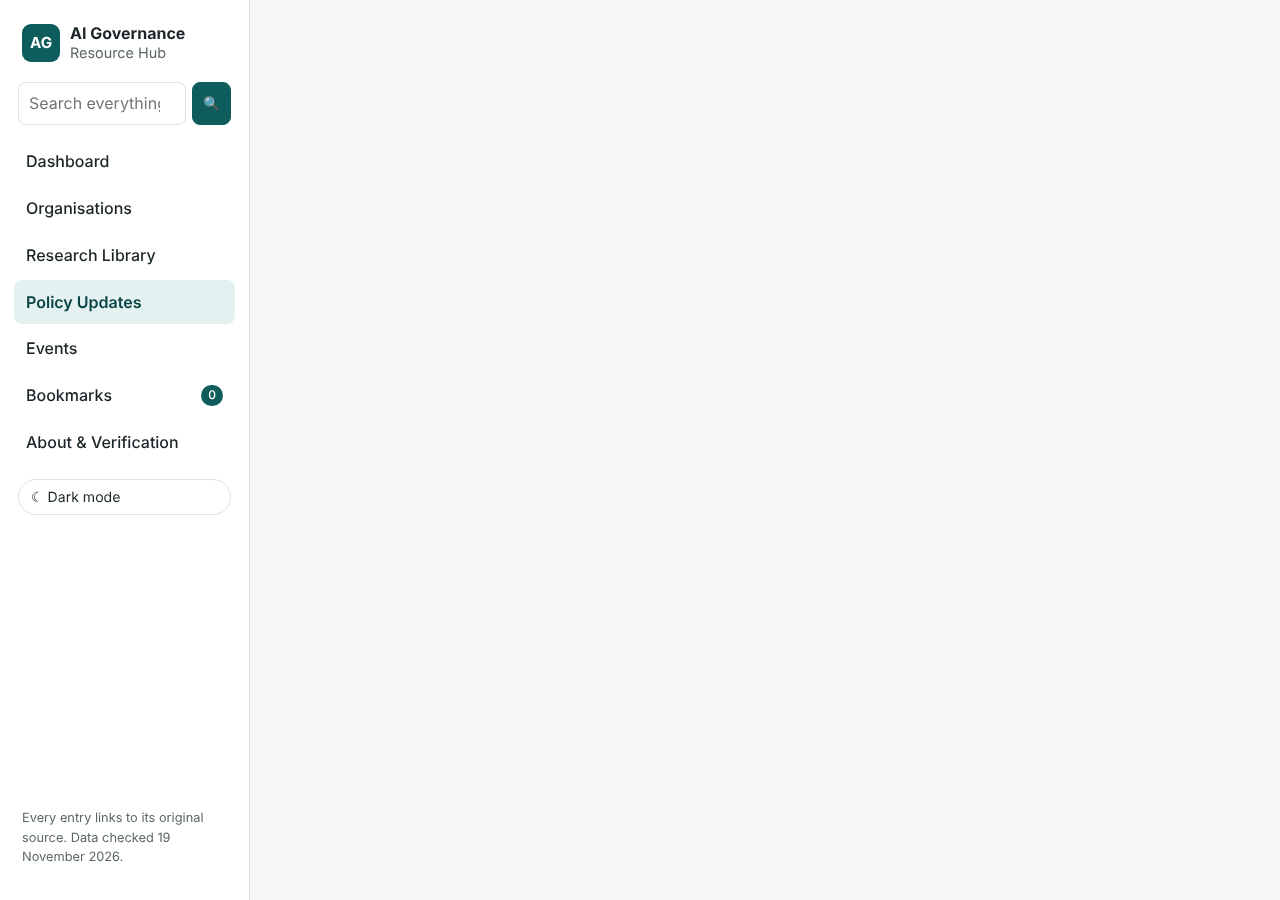 AG
AI Governance
Resource Hub
Search everything
Dashboard
Organisations
Research Library
Policy Updates
Events
Bookmarks 0
About & Verification
☾ Dark mode
Every entry links to its original
source. Data checked 19
November 2026.